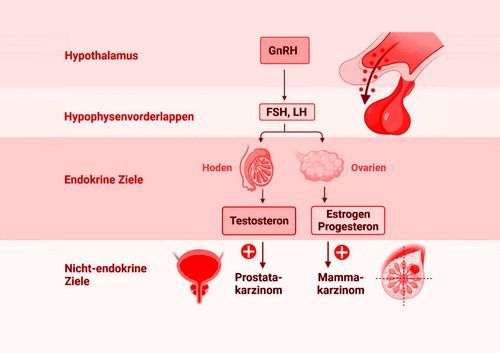 Hypothalamus
GnRH
Hypophysenvorderlappen
FSH, LH
Endokrine Ziele
Hoden
Ovarien
Testosteron
Estrogen
Progesteron
Nicht-endokrine
Ziele
Prostata-
karzinom
Mamma-
karzinom